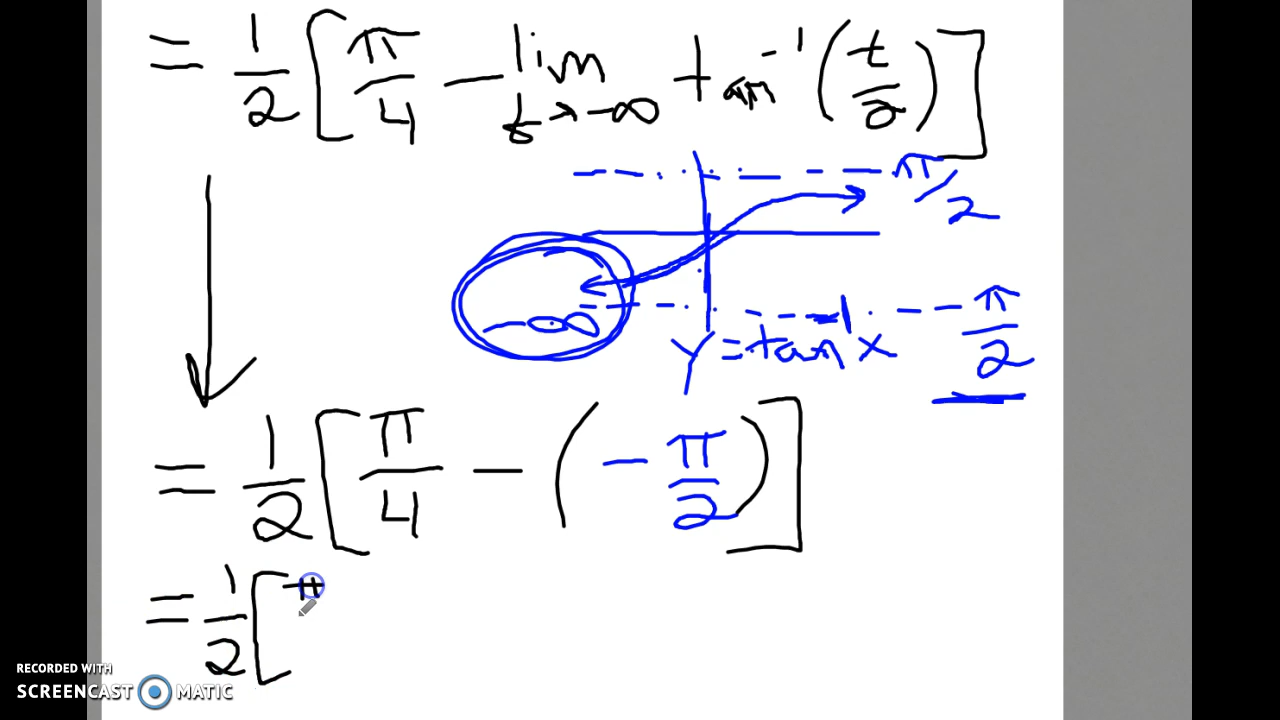 = 1/2 [ π/4 - lim t→-∞ tan⁻¹ (t/2) ]
π/2
-∞
y = tan⁻¹ x
- π/2
= 1/2 [ π/4 - ( - π/2 ) ]
= 1/2 [ π
RECORDED WITH
SCREENCAST MATIC